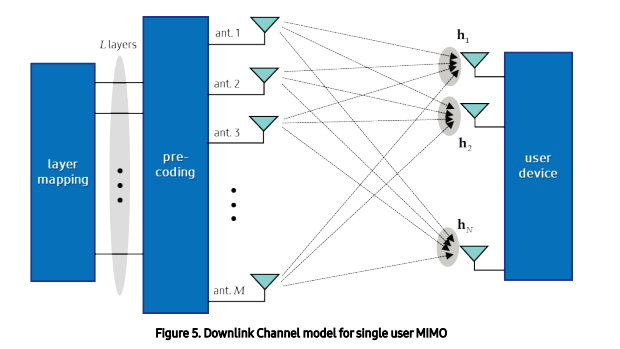 L layers
layer
mapping
pre-
coding
ant. 1
ant. 2
ant. 3
ant. M
h1
h2
hN
user
device
Figure 5. Downlink Channel model for single user MIMO